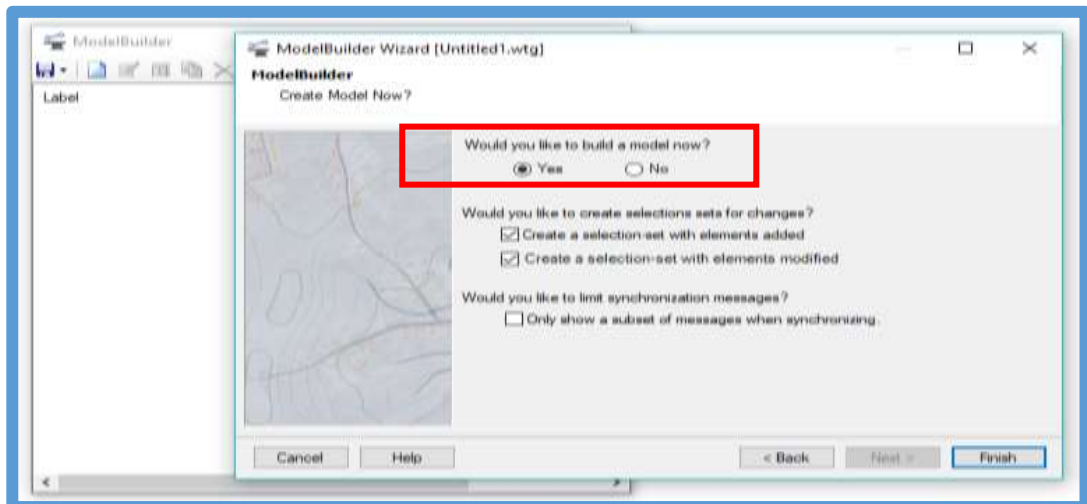 ModelBuilder
Label
ModelBuilder Wizard [Untitled1.wtg]
ModelBuilder
Create Model Now?
Would you like to build a model now?
Yes No
Would you like to create selections sets for changes?
Create a selection-set with elements added
Create a selection-set with elements modified
Would you like to limit synchronization messages?
Only show a subset of messages when synchronizing.
Cancel Help < Back Next > Finish